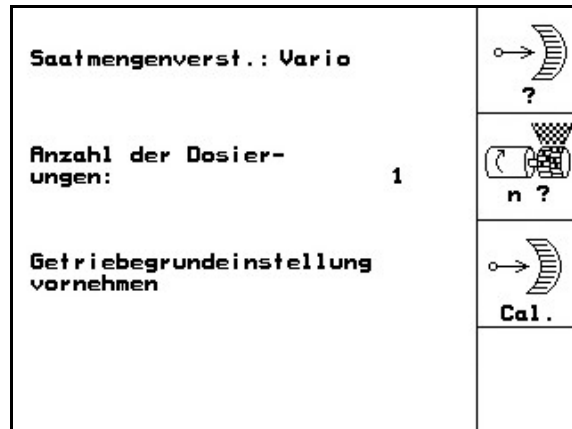 Saatmengenverst.: Vario
?
Anzahl der Dosier-
ungen: 1
n ?
Getriebegrundeinstellung
vornehmen
Cal.